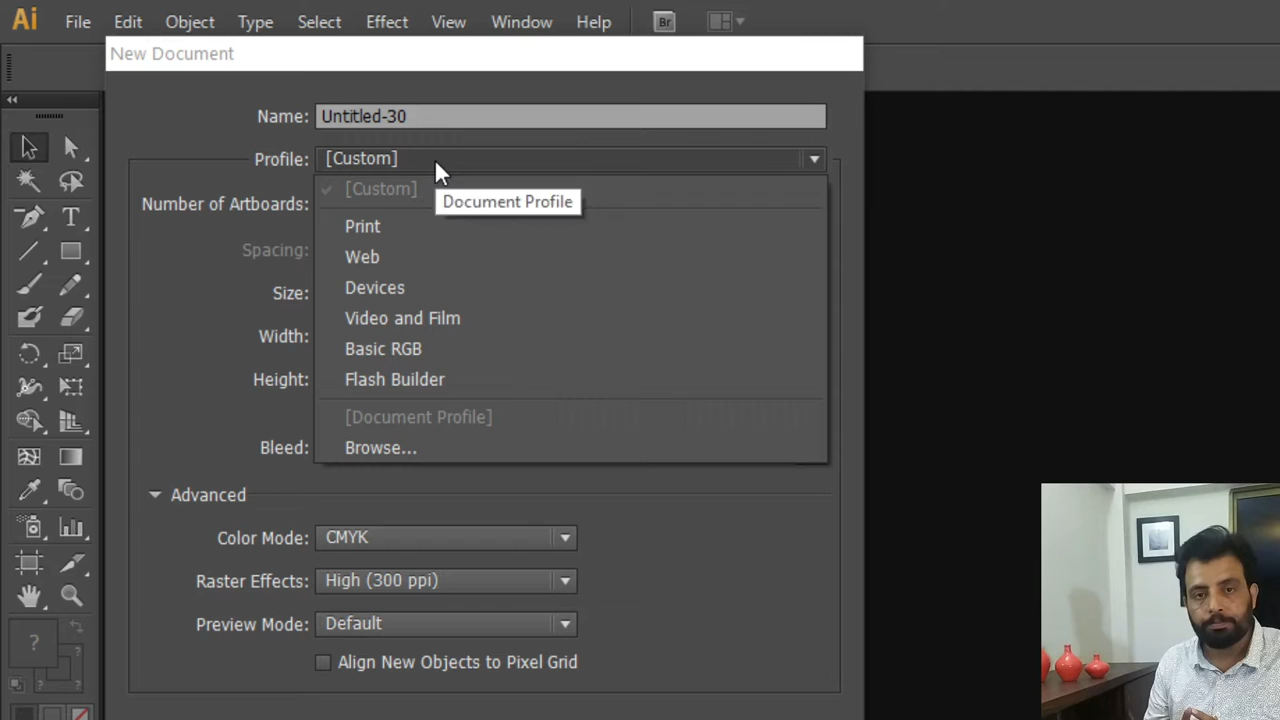 Ai File Edit Object Type Select Effect View Window Help Br
New Document
Name: Untitled-30
Profile: [Custom]
[Custom]
Document Profile
Number of Artboards:
Print
Spacing: Web
Size: Devices
Video and Film
Width: Basic RGB
Height: Flash Builder
[Document Profile]
Bleed: Browse...
Advanced
Color Mode: CMYK
Raster Effects: High (300 ppi)
Preview Mode: Default
Align New Objects to Pixel Grid